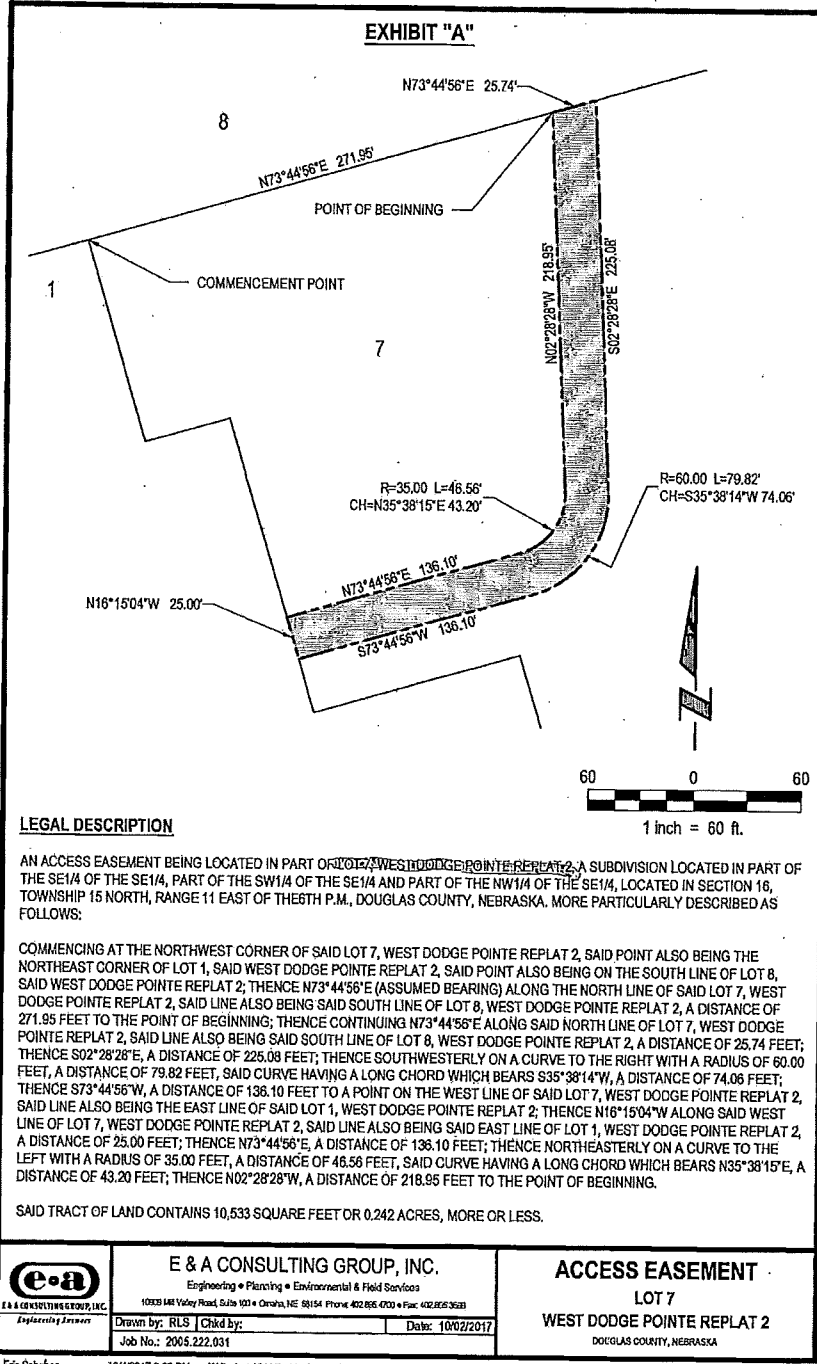 EXHIBIT "A"
N73°44'56"E 25.74'
8
N73°44'56"E 271.95'
POINT OF BEGINNING
COMMENCEMENT POINT
1
7
N02°28'28"W 218.95'
S02°28'28"E 225.08'
R=35.00 L=46.56'
CH=N35°38'15"E 43.20'
R=60.00 L=79.82'
CH=S35°38'14"W 74.06'
N73°44'56"E 136.10'
N16°15'04"W 25.00'
S73°44'56"W 136.10'
60 0 60
1 inch = 60 ft.
LEGAL DESCRIPTION
AN ACCESS EASEMENT BEING LOCATED IN PART OF LOT 7, WEST DODGE POINTE REPLAT 2, A SUBDIVISION LOCATED IN PART OF
THE SE1/4 OF THE SE1/4, PART OF THE SW1/4 OF THE SE1/4 AND PART OF THE NW1/4 OF THE SE1/4, LOCATED IN SECTION 16,
TOWNSHIP 15 NORTH, RANGE 11 EAST OF THE6TH P.M., DOUGLAS COUNTY, NEBRASKA. MORE PARTICULARLY DESCRIBED AS
FOLLOWS:
COMMENCING AT THE NORTHWEST CORNER OF SAID LOT 7, WEST DODGE POINTE REPLAT 2, SAID POINT ALSO BEING THE
NORTHEAST CORNER OF LOT 1, SAID WEST DODGE POINTE REPLAT 2, SAID POINT ALSO BEING ON THE SOUTH LINE OF LOT 8,
SAID WEST DODGE POINTE REPLAT 2; THENCE N73°44'56"E (ASSUMED BEARING) ALONG THE NORTH LINE OF SAID LOT 7, WEST
DODGE POINTE REPLAT 2, SAID LINE ALSO BEING SAID SOUTH LINE OF LOT 8, WEST DODGE POINTE REPLAT 2, A DISTANCE OF
271.95 FEET TO THE POINT OF BEGINNING; THENCE CONTINUING N73°44'56"E ALONG SAID NORTH LINE OF LOT 7, WEST DODGE
POINTE REPLAT 2, SAID LINE ALSO BEING SAID SOUTH LINE OF LOT 8, WEST DODGE POINTE REPLAT 2, A DISTANCE OF 25.74 FEET;
THENCE S02°28'28"E, A DISTANCE OF 225.08 FEET; THENCE SOUTHWESTERLY ON A CURVE TO THE RIGHT WITH A RADIUS OF 60.00
FEET, A DISTANCE OF 79.82 FEET, SAID CURVE HAVING A LONG CHORD WHICH BEARS S35°38'14"W, A DISTANCE OF 74.06 FEET;
THENCE S73°44'56"W, A DISTANCE OF 136.10 FEET TO A POINT ON THE WEST LINE OF SAID LOT 7, WEST DODGE POINTE REPLAT 2,
SAID LINE ALSO BEING THE EAST LINE OF SAID LOT 1, WEST DODGE POINTE REPLAT 2; THENCE N16°15'04"W ALONG SAID WEST
LINE OF LOT 7, WEST DODGE POINTE REPLAT 2, SAID LINE ALSO BEING SAID EAST LINE OF LOT 1, WEST DODGE POINTE REPLAT 2,
A DISTANCE OF 25.00 FEET; THENCE N73°44'56"E, A DISTANCE OF 136.10 FEET; THENCE NORTHEASTERLY ON A CURVE TO THE
LEFT WITH A RADIUS OF 35.00 FEET, A DISTANCE OF 46.56 FEET, SAID CURVE HAVING A LONG CHORD WHICH BEARS N35°38'15"E, A
DISTANCE OF 43.20 FEET; THENCE N02°28'28"W, A DISTANCE OF 218.95 FEET TO THE POINT OF BEGINNING.
SAID TRACT OF LAND CONTAINS 10,533 SQUARE FEET OR 0.242 ACRES, MORE OR LESS.
e·a
E & A CONSULTING GROUP, INC.
Engineering Answers
E & A CONSULTING GROUP, INC.
Engineering • Planning • Environmental & Field Services
10909 Mill Valley Road, Suite 100 • Omaha, NE 68154 Phone: 402.895.4700 • Fax: 402.895.3599
Drawn by: RLS Chkd by: Date: 10/02/2017
Job No.: 2005.222.031
ACCESS EASEMENT
LOT 7
WEST DODGE POINTE REPLAT 2
DOUGLAS COUNTY, NEBRASKA